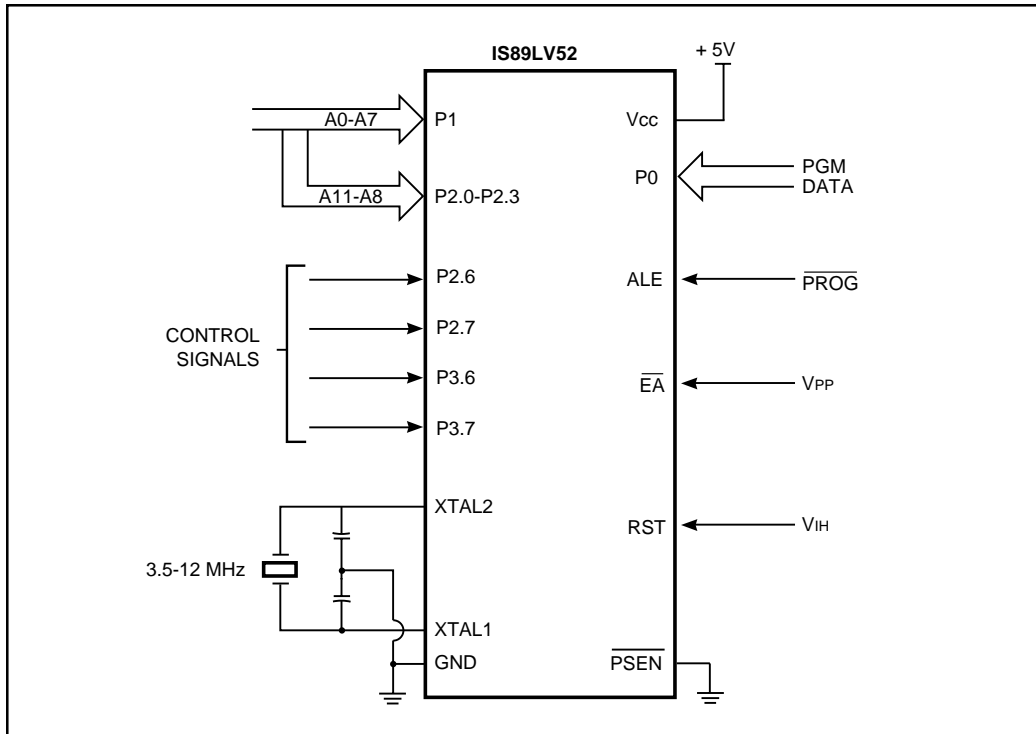 IS89LV52
+ 5V
A0-A7
P1
Vcc
A11-A8
P2.0-P2.3
P0
PGM
DATA
P2.6
ALE
PROG
CONTROL
SIGNALS
P2.7
P3.6
EA
VPP
P3.7
XTAL2
RST
VIH
3.5-12 MHz
XTAL1
GND
PSEN